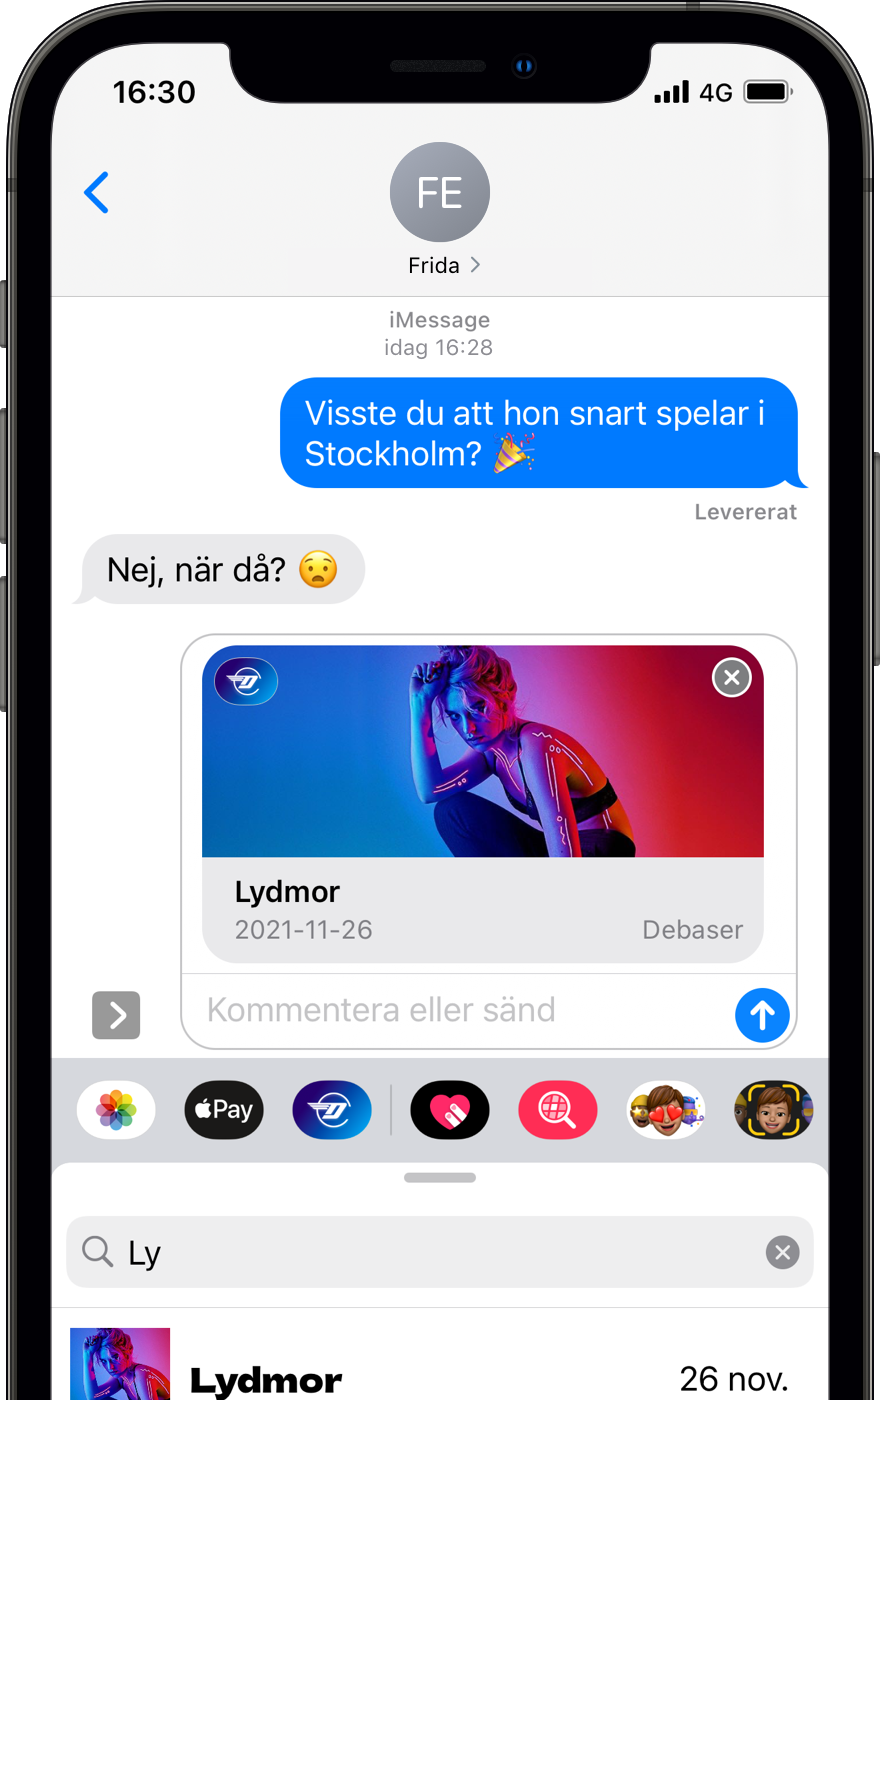 16:30
4G
FE
Frida
iMessage
idag 16:28
Visste du att hon snart spelar i
Stockholm? 🎉
Levererat
Nej, när då? 😧
Lydmor
2021-11-26
Debaser
Kommentera eller sänd
Pay
Ly
Lydmor
26 nov.